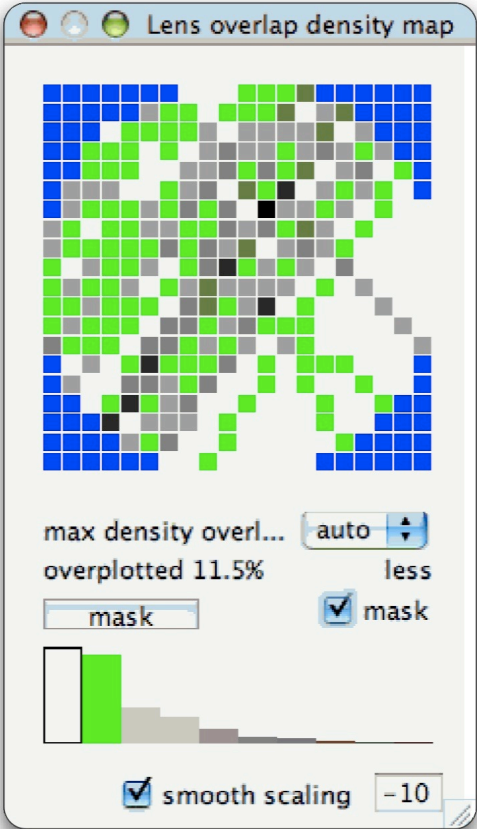 Lens overlap density map
max density overl... auto
overplotted 11.5% less
mask mask
smooth scaling -10